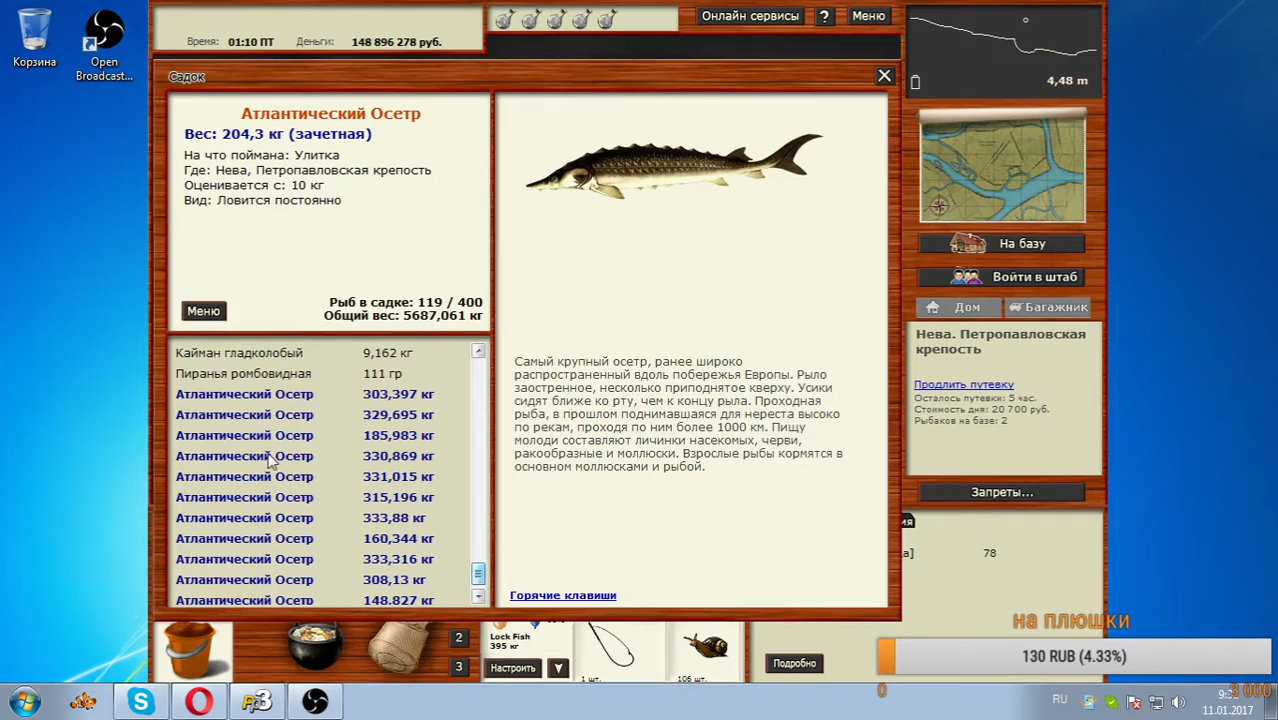 Корзина
Open
Broadcast...
Время: 01:10 ПТ Деньги: 148 896 278 руб.
Онлайн сервисы ? Меню
4,48 m
Садок
Атлантический Осетр
Вес: 204,3 кг (зачетная)
На что поймана: Улитка
Где: Нева, Петропавловская крепость
Оценивается с: 10 кг
Вид: Ловится постоянно
Меню
Рыб в садке: 119 / 400
Общий вес: 5687,061 кг
Кайман гладколобый 9,162 кг
Пиранья ромбовидная 111 гр
Атлантический Осетр 303,397 кг
Атлантический Осетр 329,695 кг
Атлантический Осетр 185,983 кг
Атлантический Осетр 330,869 кг
Атлантический Осетр 331,015 кг
Атлантический Осетр 315,196 кг
Атлантический Осетр 333,88 кг
Атлантический Осетр 160,344 кг
Атлантический Осетр 333,316 кг
Атлантический Осетр 308,13 кг
Атлантический Осетр 148.827 кг
Самый крупный осетр, ранее широко
распространенный вдоль побережья Европы. Рыло
заостренное, несколько приподнятое кверху. Усики
сидят ближе ко рту, чем к концу рыла. Проходная
рыба, в прошлом поднимавшаяся для нереста высоко
по рекам, проходя по ним более 1000 км. Пищу
молоди составляют личинки насекомых, черви,
ракообразные и моллюски. Взрослые рыбы кормятся в
основном моллюсками и рыбой.
Горячие клавиши
На базу
Войти в штаб
Дом Багажник
Нева. Петропавловская
крепость
Продлить путевку
Осталось путевки: 5 час.
Стоимость дня: 20 700 руб.
Рыбаков на базе: 2
Запреты...
ия
а] 78
2
3
Lock Fish
395 кг
Настроить
1 шт.
106 шт.
Подробно
на плюшки
130 RUB (4.33%)
0 3 000
RU
11.01.2017